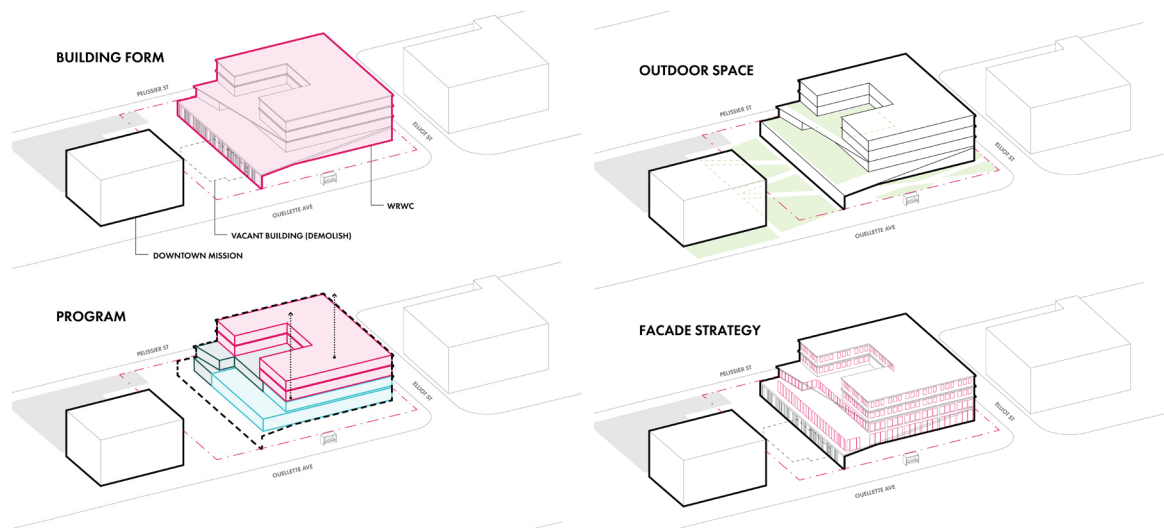 BUILDING FORM
PELISSIER ST
ELLIOT ST
WRWC
OUELLETTE AVE
VACANT BUILDING (DEMOLISH)
DOWNTOWN MISSION
OUTDOOR SPACE
PELISSIER ST
ELLIOT ST
OUELLETTE AVE
PROGRAM
PELISSIER ST
ELLIOT ST
OUELLETTE AVE
FACADE STRATEGY
PELISSIER ST
ELLIOT ST
OUELLETTE AVE